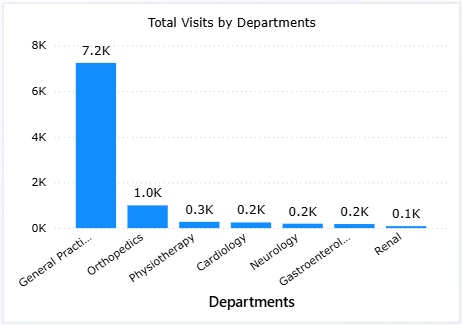 Total Visits by Departments
8K
6K
4K
2K
0K
7.2K
1.0K
0.3K
0.2K
0.2K
0.2K
0.1K
General Practi...
Orthopedics
Physiotherapy
Cardiology
Neurology
Gastroenterol...
Renal
Departments